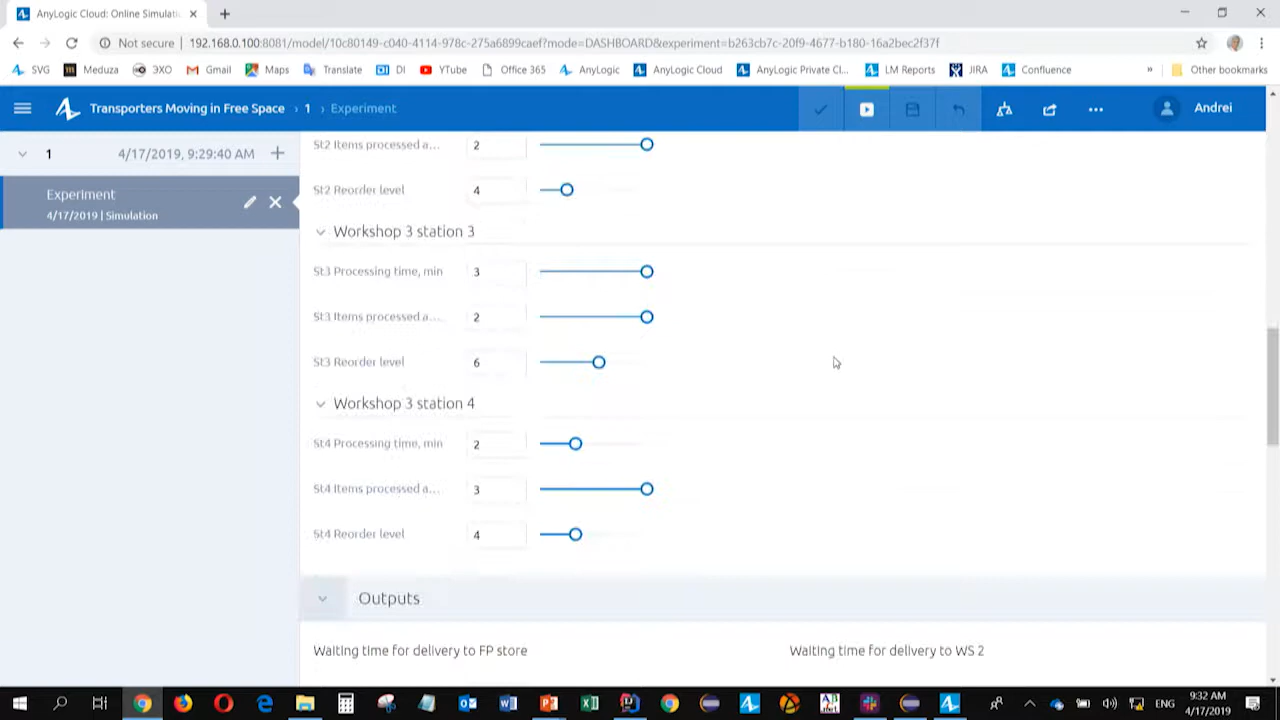 AnyLogic Cloud: Online Simulati
Not secure | 192.168.0.100:8081/model/10c80149-c040-4114-978c-275a6899caef?mode=DASHBOARD&experiment=b263cb7c-20f9-4677-b180-16a2bec2f37f
SVG Meduza ЭХО Gmail Maps Translate DI YTube Office 365 AnyLogic AnyLogic Cloud AnyLogic Private Cl... LM Reports JIRA Confluence » Other bookmarks
Transporters Moving in Free Space › 1 › Experiment Andrei
1 4/17/2019, 9:29:40 AM
Experiment
4/17/2019 | Simulation
St2 Items processed a... 2
St2 Reorder level 4
Workshop 3 station 3
St3 Processing time, min 3
St3 Items processed a... 2
St3 Reorder level 6
Workshop 3 station 4
St4 Processing time, min 2
St4 Items processed a... 3
St4 Reorder level 4
Outputs
Waiting time for delivery to FP store Waiting time for delivery to WS 2
ENG 9:32 AM
4/17/2019